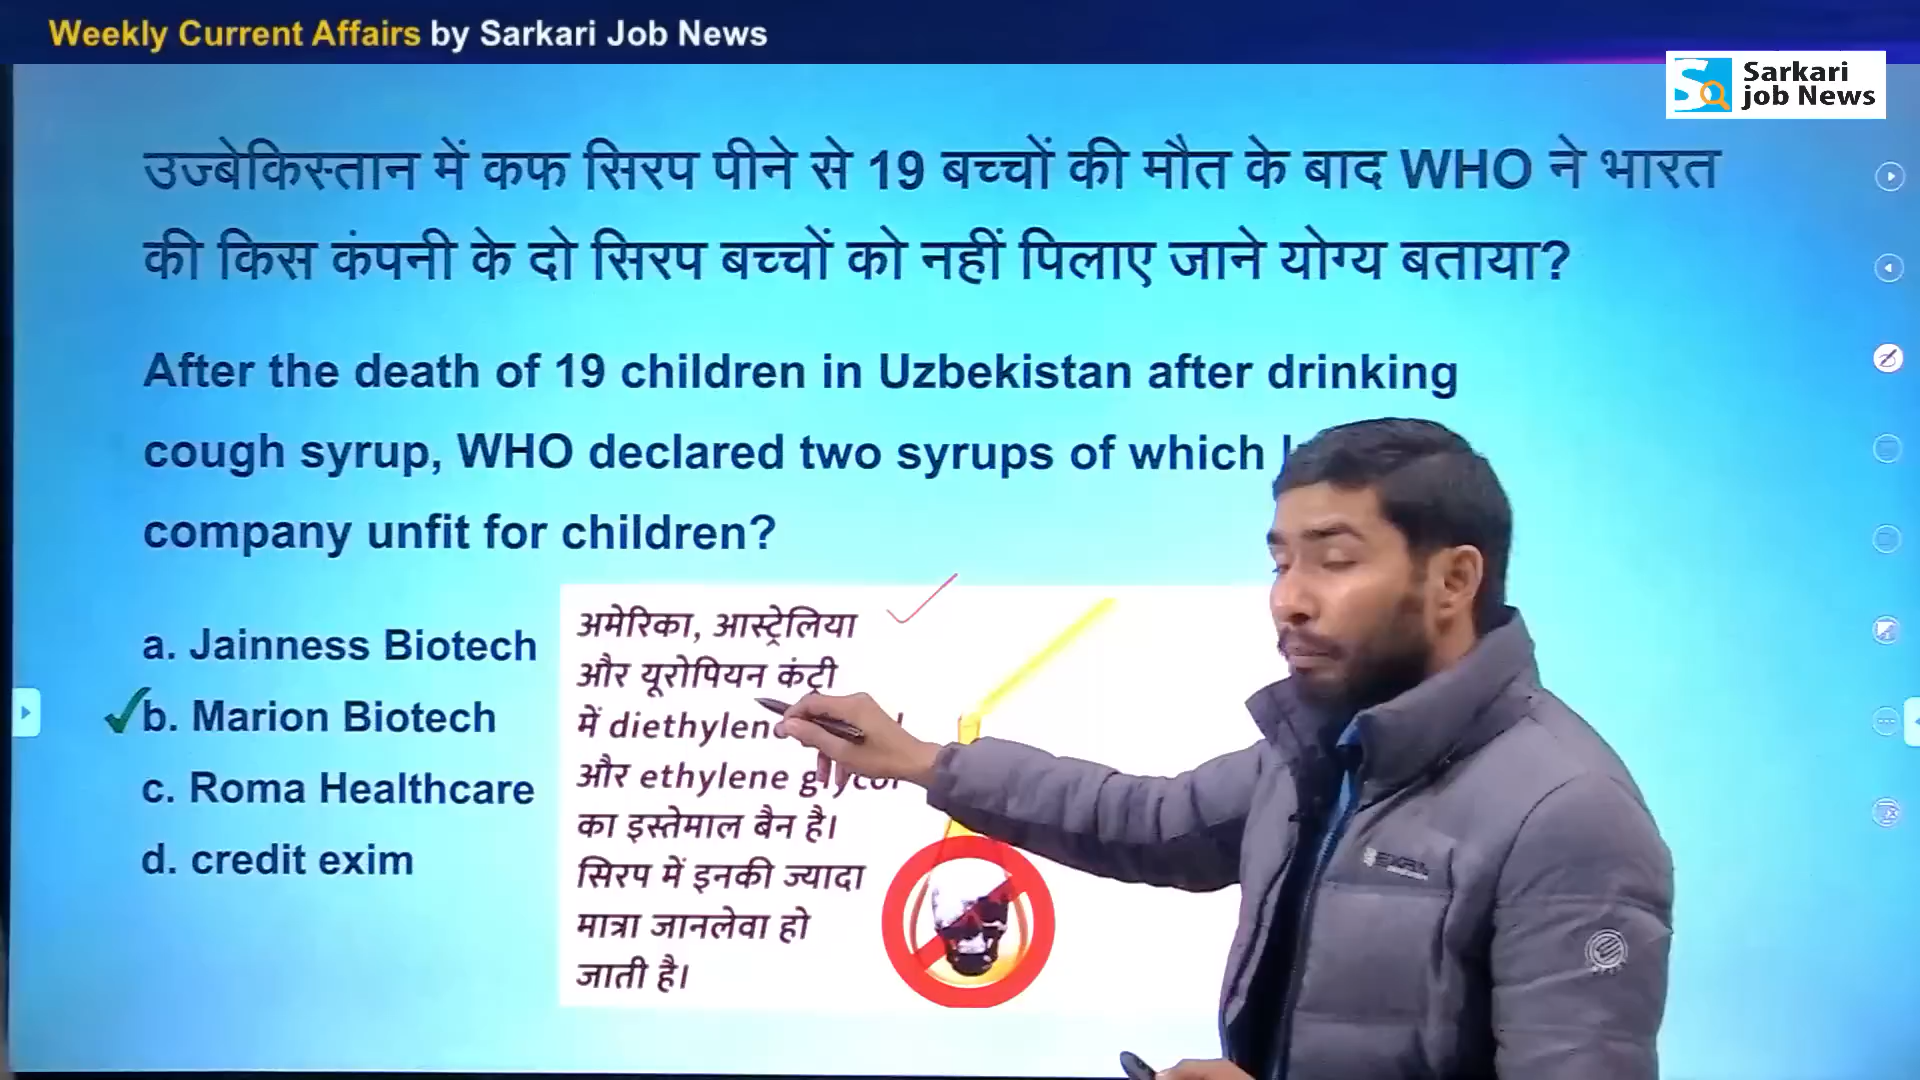 Weekly Current Affairs by Sarkari Job News
Sarkari
job News
उज्बेकिस्तान में कफ सिरप पीने से 19 बच्चों की मौत के बाद WHO ने भारत
की किस कंपनी के दो सिरप बच्चों को नहीं पिलाए जाने योग्य बताया?
After the death of 19 children in Uzbekistan after drinking
cough syrup, WHO declared two syrups of which
company unfit for children?
a. Jainness Biotech
b. Marion Biotech
c. Roma Healthcare
d. credit exim
अमेरिका, आस्ट्रेलिया
और यूरोपियन कंट्री
में
और ethylene glycol
का इस्तेमाल बैन है।
सिरप में इनकी ज्यादा
मात्रा जानलेवा हो
जाती है।